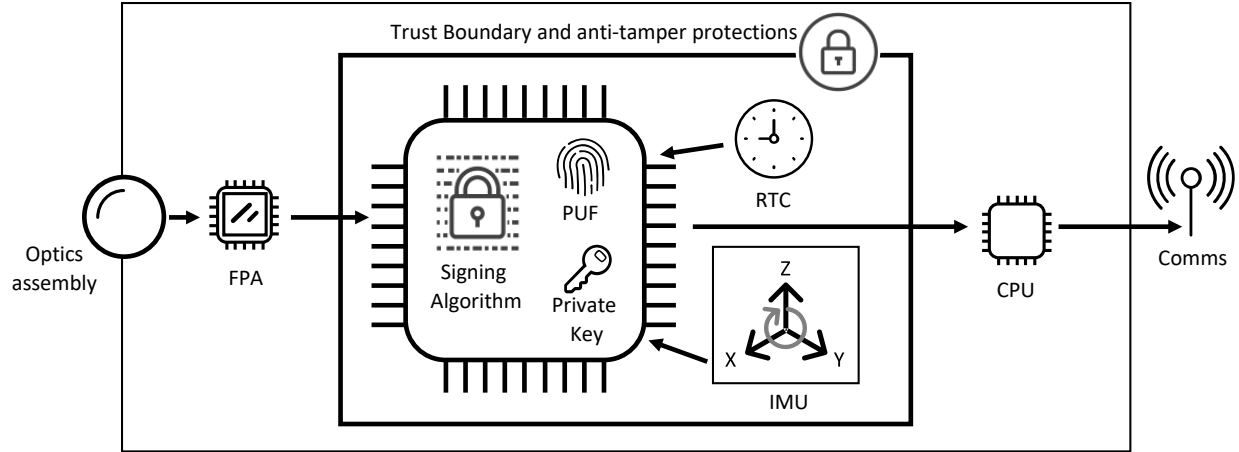 Trust Boundary and anti-tamper protections
Optics
assembly
FPA
Signing
Algorithm
PUF
Private
Key
RTC
Z
X
Y
IMU
CPU
Comms